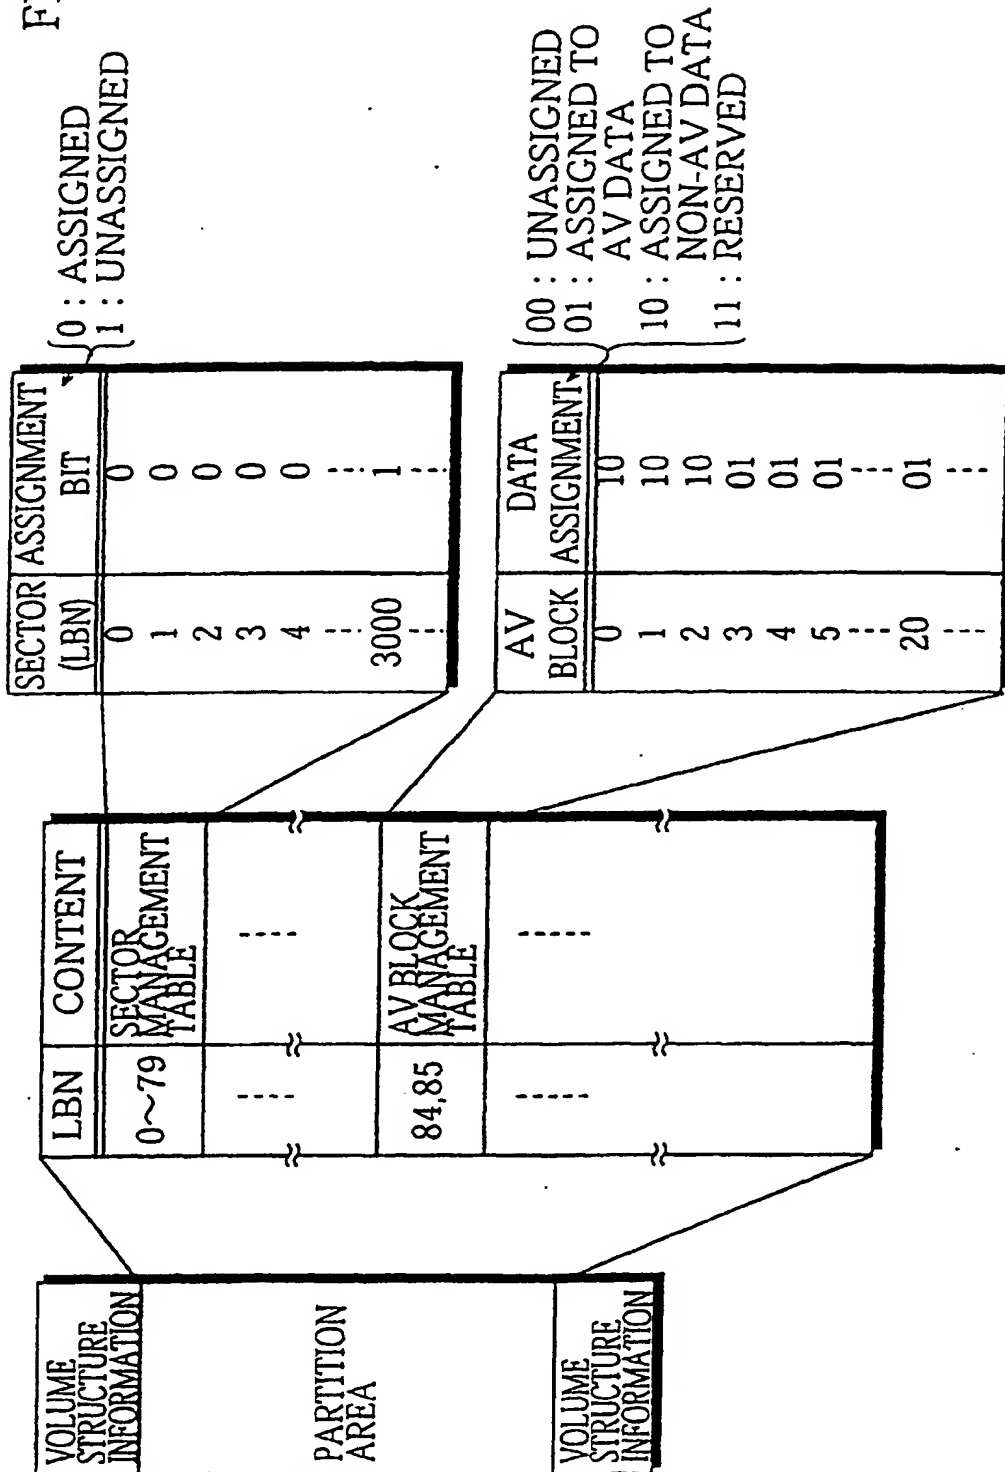 F
VOLUME
STRUCTURE
INFORMATION
PARTITION
AREA
VOLUME
STRUCTURE
INFORMATION
LBN CONTENT
0~79 SECTOR
MANAGEMENT
TABLE
84,85 AV BLOCK
MANAGEMENT
TABLE
SECTOR ASSIGNMENT
(LBN) BIT
0 0
1 0
2 0
3 0
4 0
3000 1
0 : ASSIGNED
1 : UNASSIGNED
AV DATA
BLOCK ASSIGNMENT
0 10
1 10
2 10
3 01
4 01
5 01
20 01
00 : UNASSIGNED
01 : ASSIGNED TO
AV DATA
10 : ASSIGNED TO
NON-AV DATA
11 : RESERVED